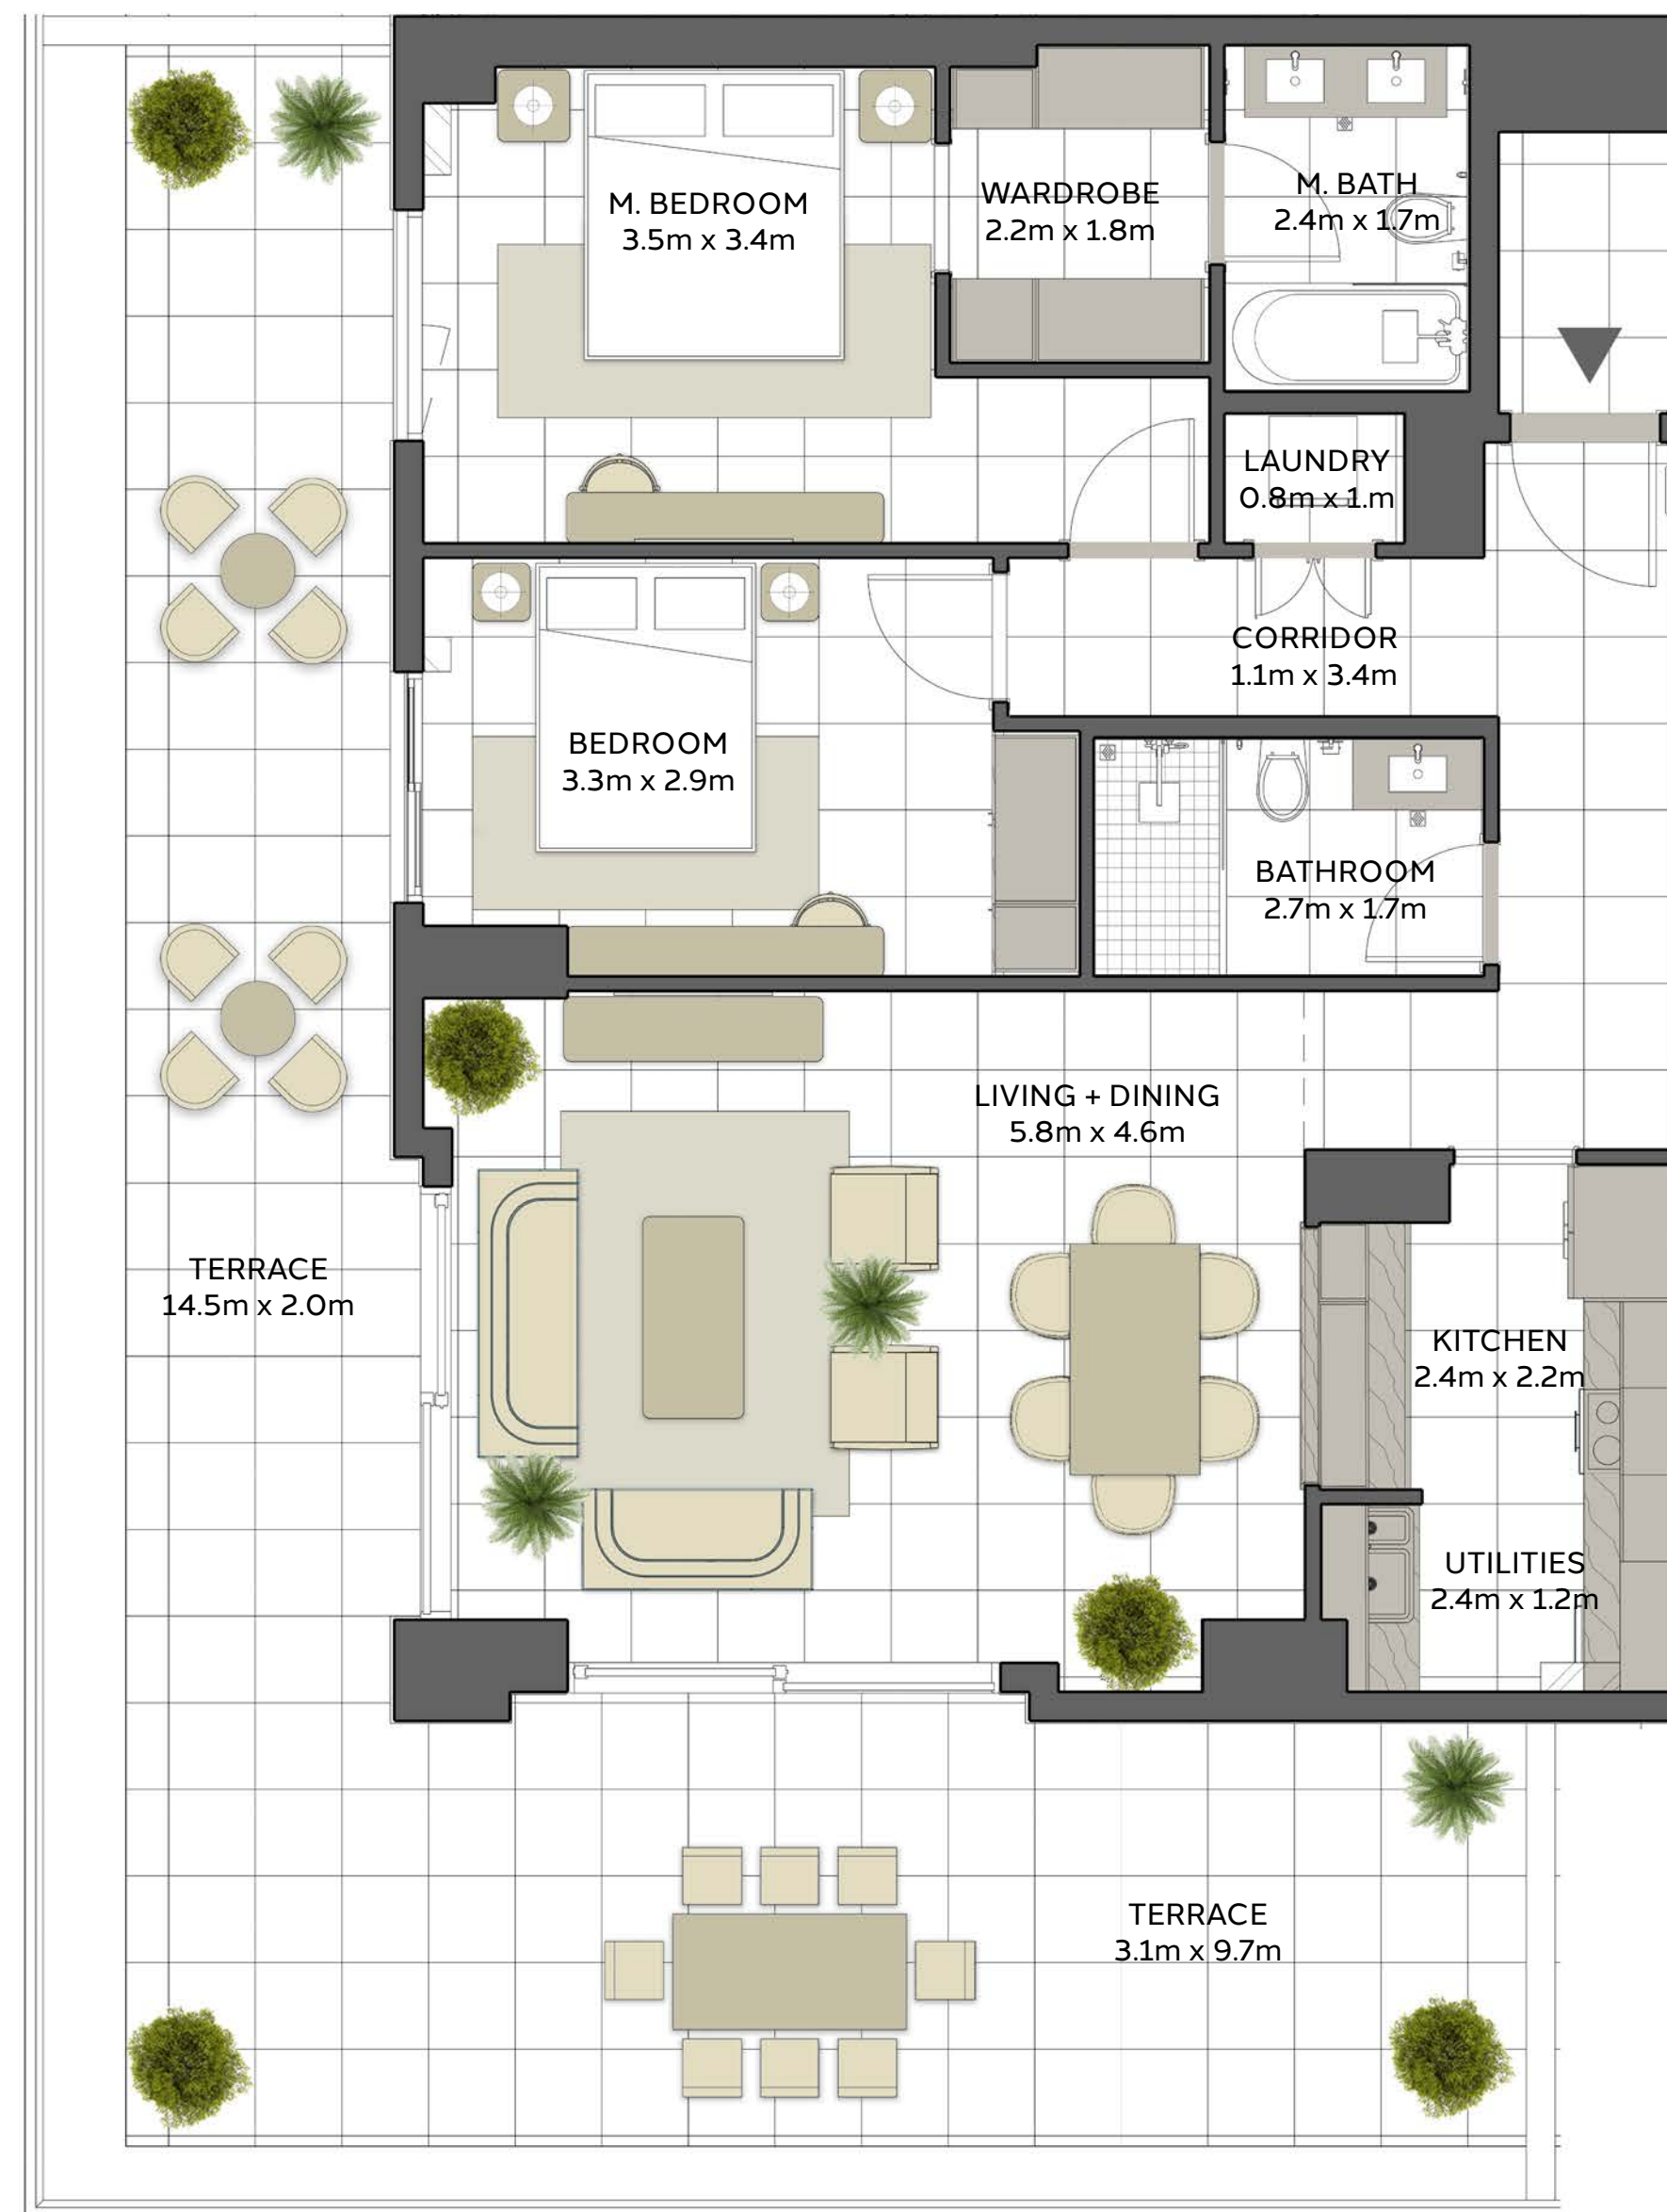 M. BEDROOM
3.5m x 3.4m
WARDROBE
2.2m x 1.8m
M. BATH
2.4m x 1.7m
LAUNDRY
0.8m x 1.m
CORRIDOR
1.1m x 3.4m
BEDROOM
3.3m x 2.9m
BATHROOM
2.7m x 1.7m
LIVING + DINING
5.8m x 4.6m
TERRACE
14.5m x 2.0m
KITCHEN
2.4m x 2.2m
UTILITIES
2.4m x 1.2m
TERRACE
3.1m x 9.7m